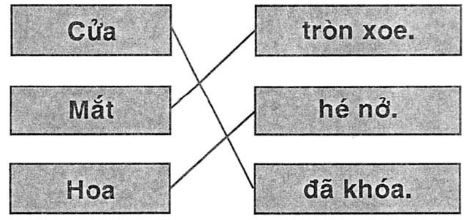 Cửa
tròn xoe.
Mắt
hé nở.
Hoa
đã khóa.